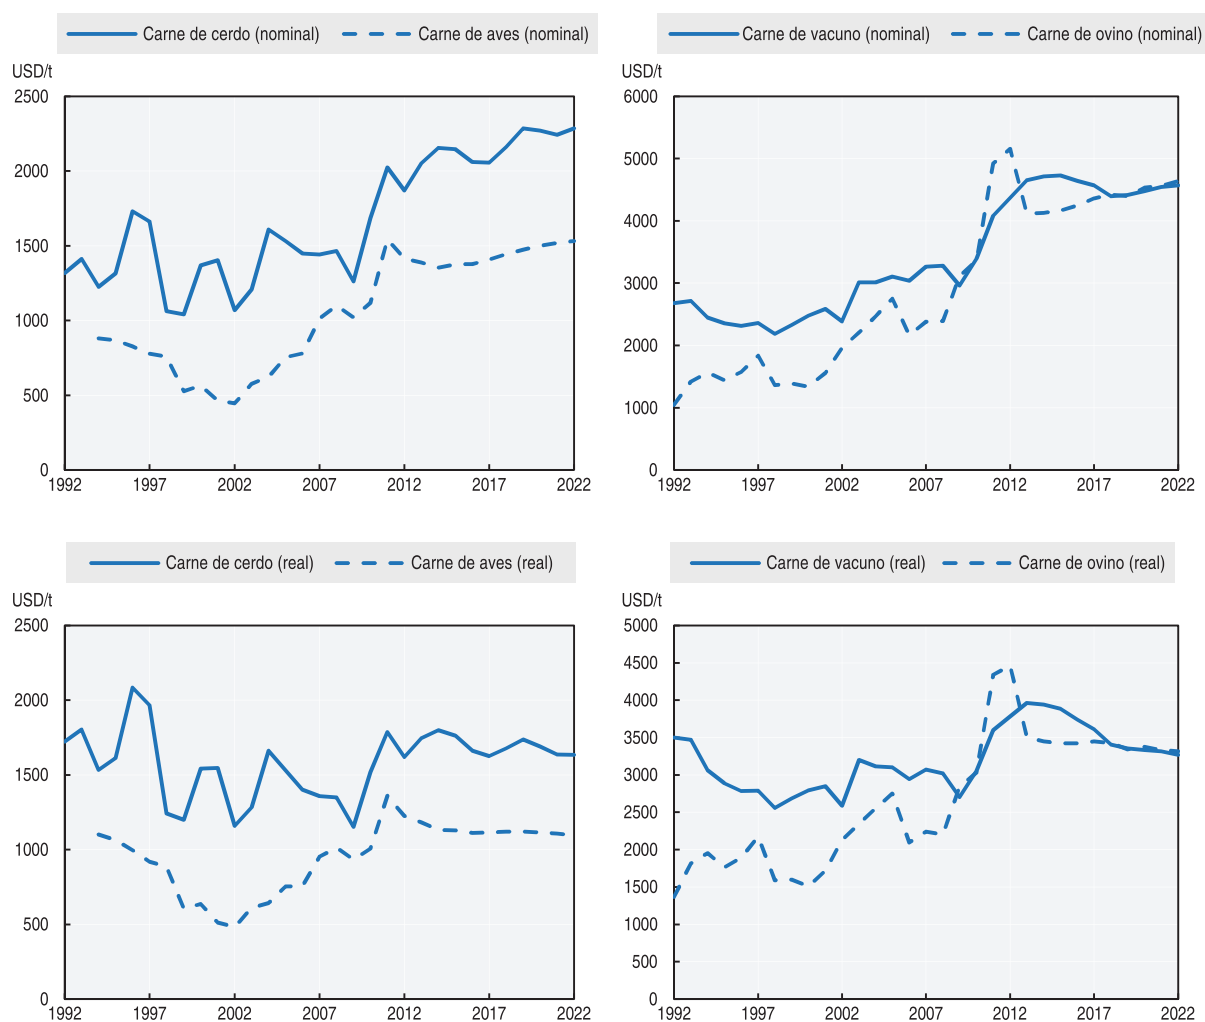 Carne de cerdo (nominal) Carne de aves (nominal)
USD/t
2500
2000
1500
1000
500
0
1992 1997 2002 2007 2012 2017 2022
Carne de vacuno (nominal) Carne de ovino (nominal)
USD/t
6000
5000
4000
3000
2000
1000
0
1992 1997 2002 2007 2012 2017 2022
Carne de cerdo (real) Carne de aves (real)
USD/t
2500
2000
1500
1000
500
0
1992 1997 2002 2007 2012 2017 2022
Carne de vacuno (real) Carne de ovino (real)
USD/t
5000
4500
4000
3500
3000
2500
2000
1500
1000
500
0
1992 1997 2002 2007 2012 2017 2022